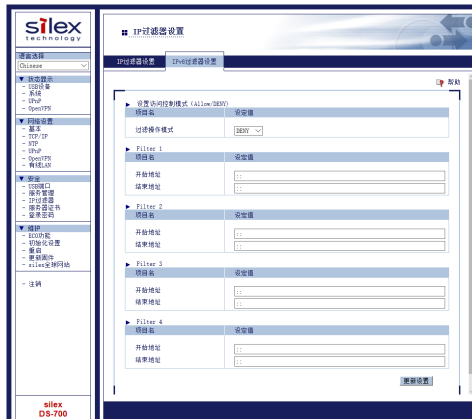 silex
technology
语言选择
Chinese
▼ 状态显示
- USB设备
- 系统
- UPnP
- OpenVPN
▼ 网络设置
- 基本
- TCP/IP
- NTP
- UPnP
- OpenVPN
- 有线LAN
▼ 安全
- USB端口
- 服务管理
- IP过滤器
- 服务器证书
- 登录密码
▼ 维护
- ECO功能
- 初始化设置
- 重启
- 更新固件
- silex全球网站
- 注销
silex
DS-700
IP过滤器设置
IP过滤器设置 IPv6过滤器设置
帮助
设置访问控制模式 (Allow/DENY)
项目名 设定值
过滤操作模式 DENY
Filter 1
项目名 设定值
开始地址 ::
结束地址 ::
Filter 2
项目名 设定值
开始地址 ::
结束地址 ::
Filter 3
项目名 设定值
开始地址 ::
结束地址 ::
Filter 4
项目名 设定值
开始地址 ::
结束地址 ::
更新设置